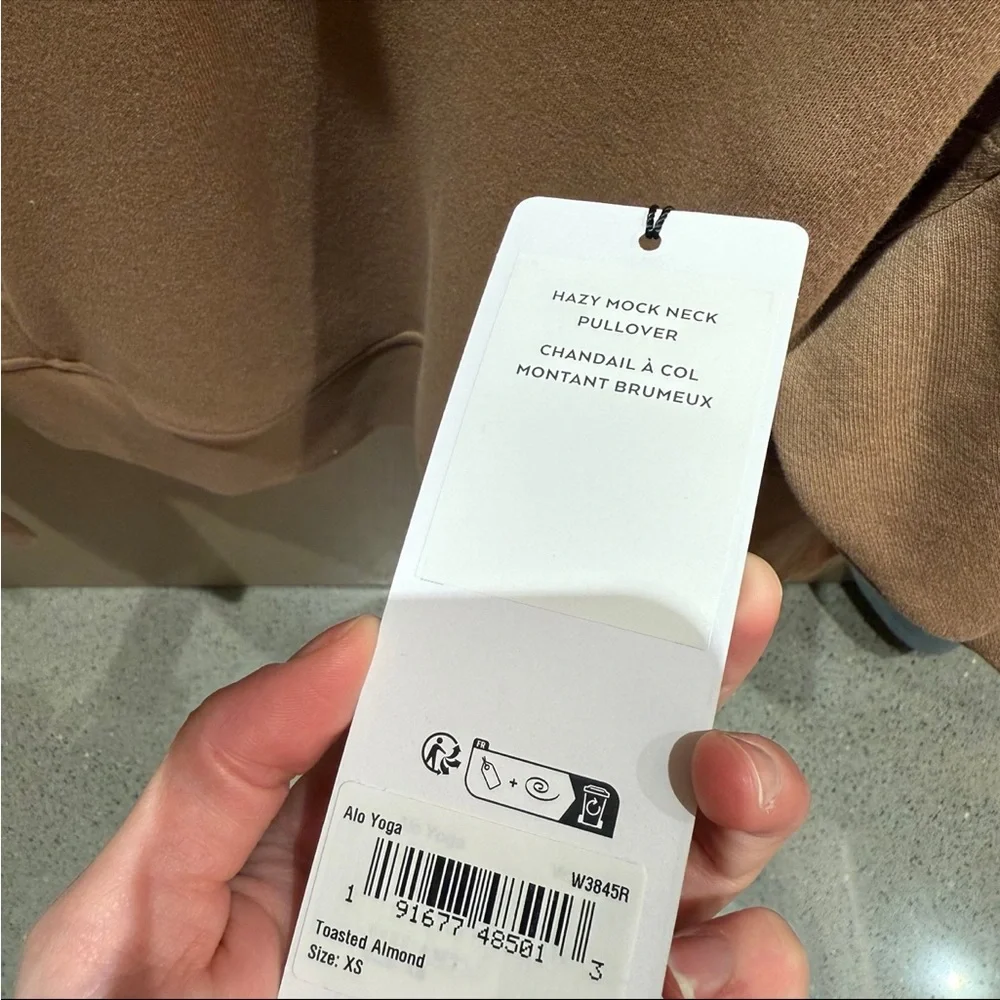 HAZY MOCK NECK
PULLOVER
CHANDAIL À COL
MONTANT BRUMEUX
FR
+
Alo Yoga
W3845R
1 91677 48501 3
Toasted Almond
Size: XS